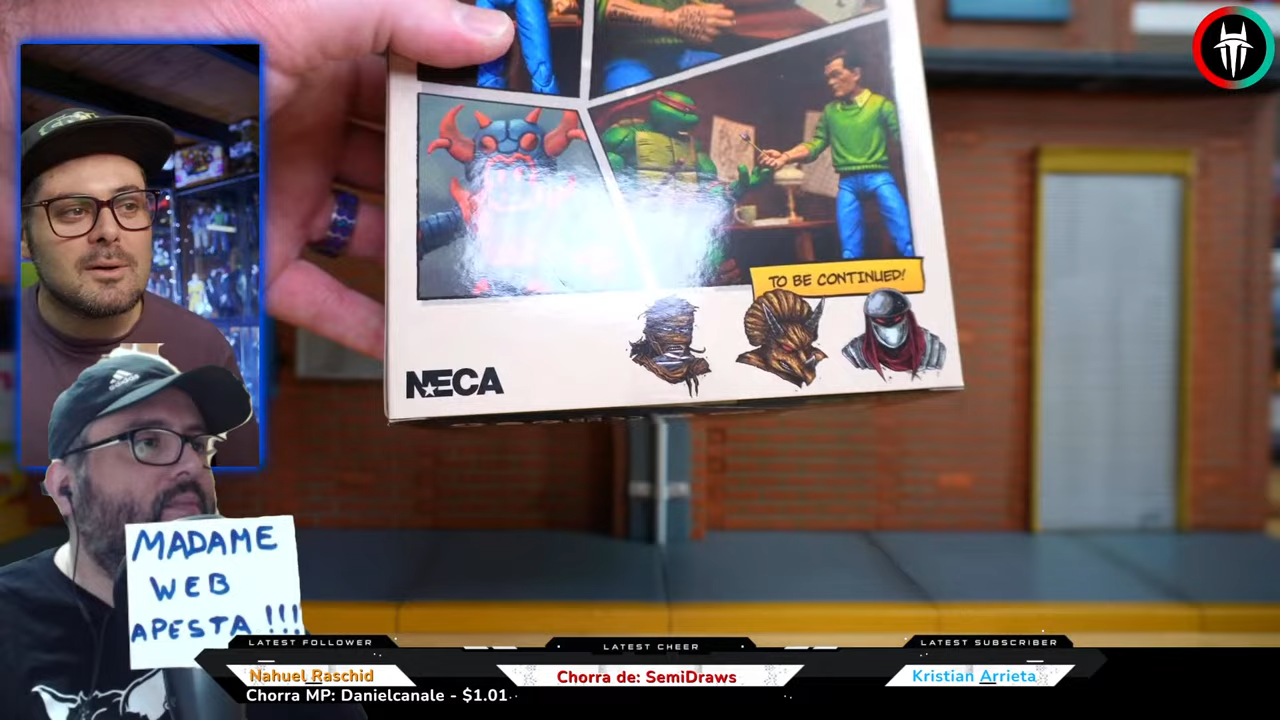 TO BE CONTINUED!
NECA
MADAME
WEB
APESTA !!!
LATEST FOLLOWER
Nahuel Raschid
LATEST CHEER
Chorra de: SemiDraws
LATEST SUBSCRIBER
Kristian Arrieta
Chorra MP: Danielcanale - $1.01